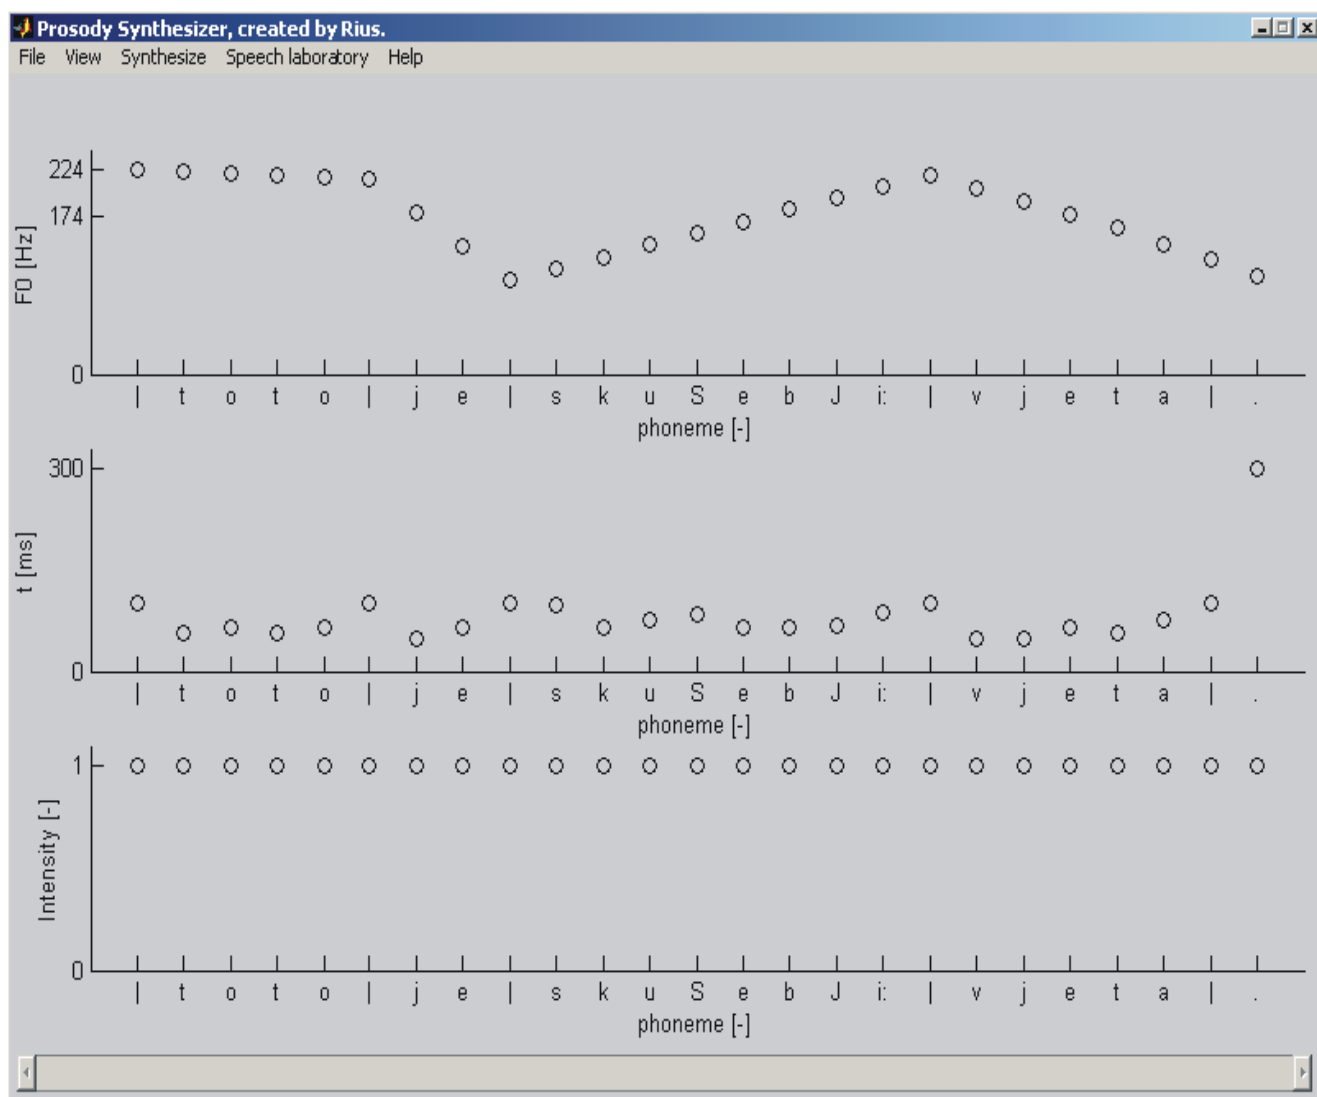 Prosody Synthesizer, created by Rius.
File View Synthesize Speech laboratory Help
224
174
F0 [Hz]
0
| t o t o | j e | s k u S e b J i: | v j e t a | .
phoneme [-]
300
t [ms]
0
| t o t o | j e | s k u S e b J i: | v j e t a | .
phoneme [-]
1
Intensity [-]
0
| t o t o | j e | s k u S e b J i: | v j e t a | .
phoneme [-]